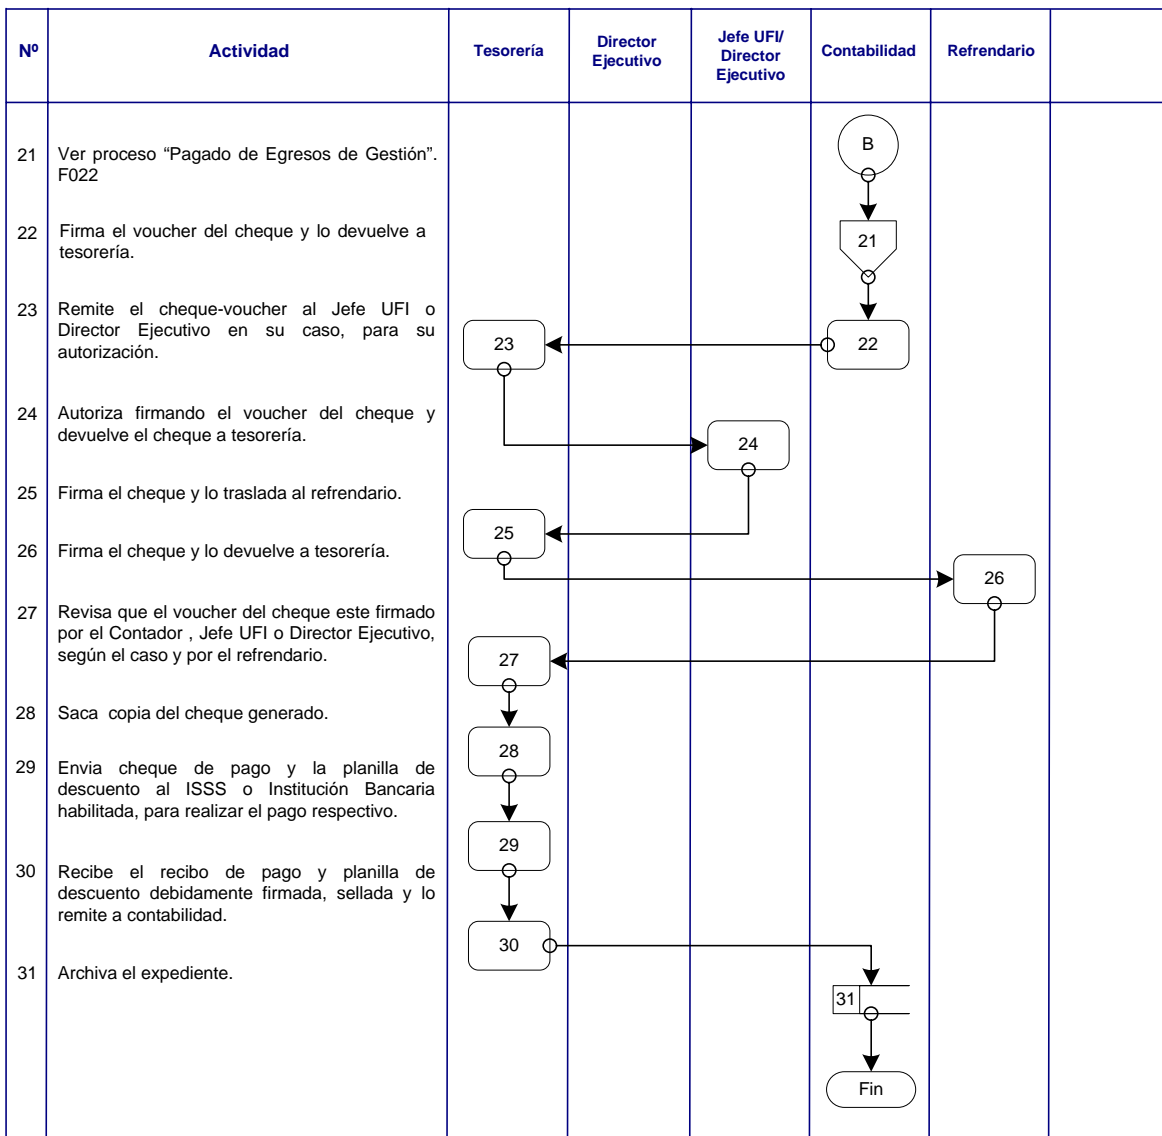 Nº
Actividad
Tesorería
Director
Ejecutivo
Jefe UFI/
Director
Ejecutivo
Contabilidad
Refrendario
21
Ver proceso “Pagado de Egresos de Gestión”.
F022
22
Firma el voucher del cheque y lo devuelve a
tesorería.
23
Remite el cheque-voucher al Jefe UFI o
Director Ejecutivo en su caso, para su
autorización.
24
Autoriza firmando el voucher del cheque y
devuelve el cheque a tesorería.
25
Firma el cheque y lo traslada al refrendario.
26
Firma el cheque y lo devuelve a tesorería.
27
Revisa que el voucher del cheque este firmado
por el Contador , Jefe UFI o Director Ejecutivo,
según el caso y por el refrendario.
28
Saca copia del cheque generado.
29
Envia cheque de pago y la planilla de
descuento al ISSS o Institución Bancaria
habilitada, para realizar el pago respectivo.
30
Recibe el recibo de pago y planilla de
descuento debidamente firmada, sellada y lo
remite a contabilidad.
31
Archiva el expediente.
B
21
22
23
24
25
26
27
28
29
30
31
Fin